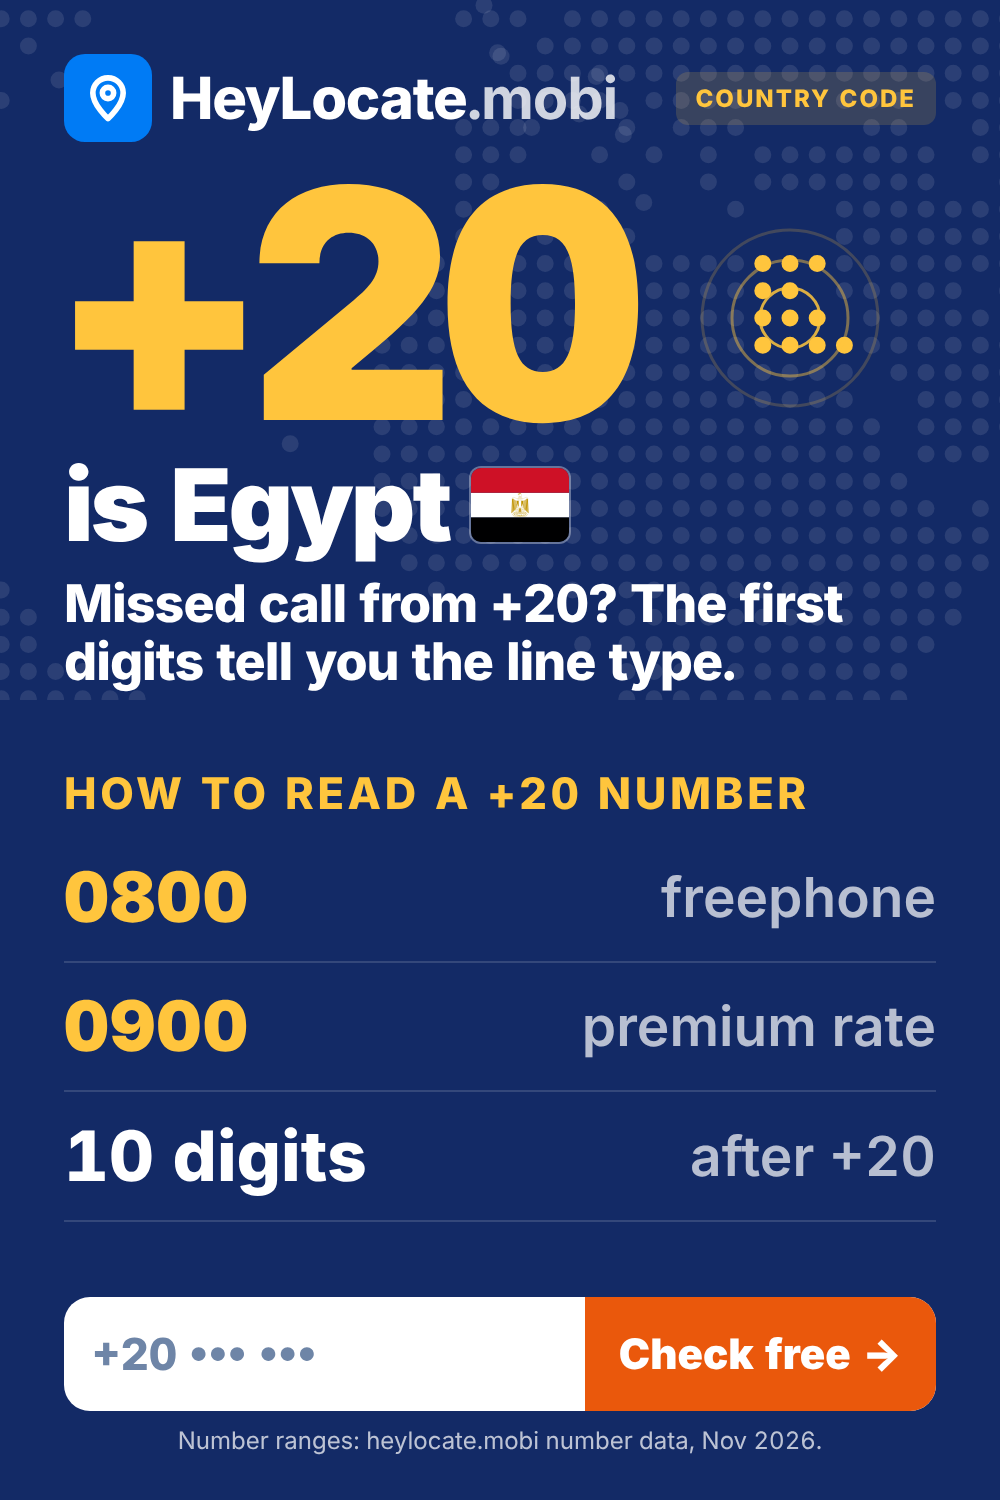 HeyLocate.mobi
COUNTRY CODE
+20
is Egypt
Missed call from +20? The first
digits tell you the line type.
HOW TO READ A +20 NUMBER
0800 freephone
0900 premium rate
10 digits after +20
+20 ••• •••
Check free →
Number ranges: heylocate.mobi number data, Nov 2026.